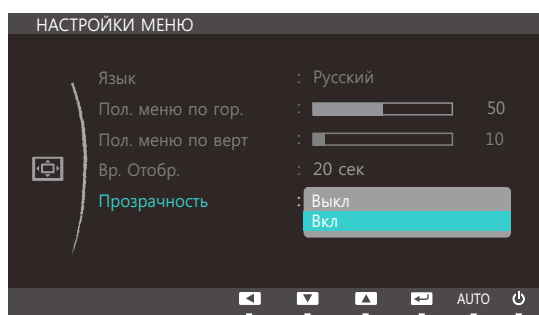 НАСТРОЙКИ МЕНЮ
Язык : Русский
Пол. меню по гор. : 50
Пол. меню по верт : 10
Вр. Отобр. : 20 сек
Прозрачность : Выкл
Вкл
AUTO